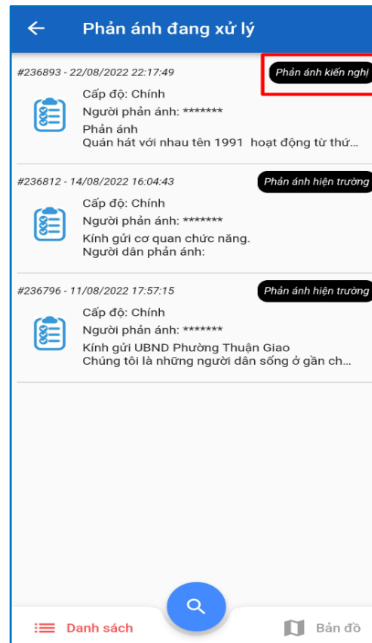 Phản ánh đang xử lý
#236893 - 22/08/2022 22:17:49 Phản ánh kiến nghị
Cấp độ: Chính
Người phản ánh: *******
Phản ánh
Quán hát với nhau tên 1991 hoạt động từ thứ...
#236812 - 14/08/2022 16:04:43 Phản ánh hiện trường
Cấp độ: Chính
Người phản ánh: *******
Kính gửi cơ quan chức năng.
Người dân phản ánh:
#236796 - 11/08/2022 17:57:15 Phản ánh hiện trường
Cấp độ: Chính
Người phản ánh: *******
Kính gửi UBND Phường Thuận Giao
Chúng tôi là những người dân sống ở gần ch...
Danh sách Bản đồ